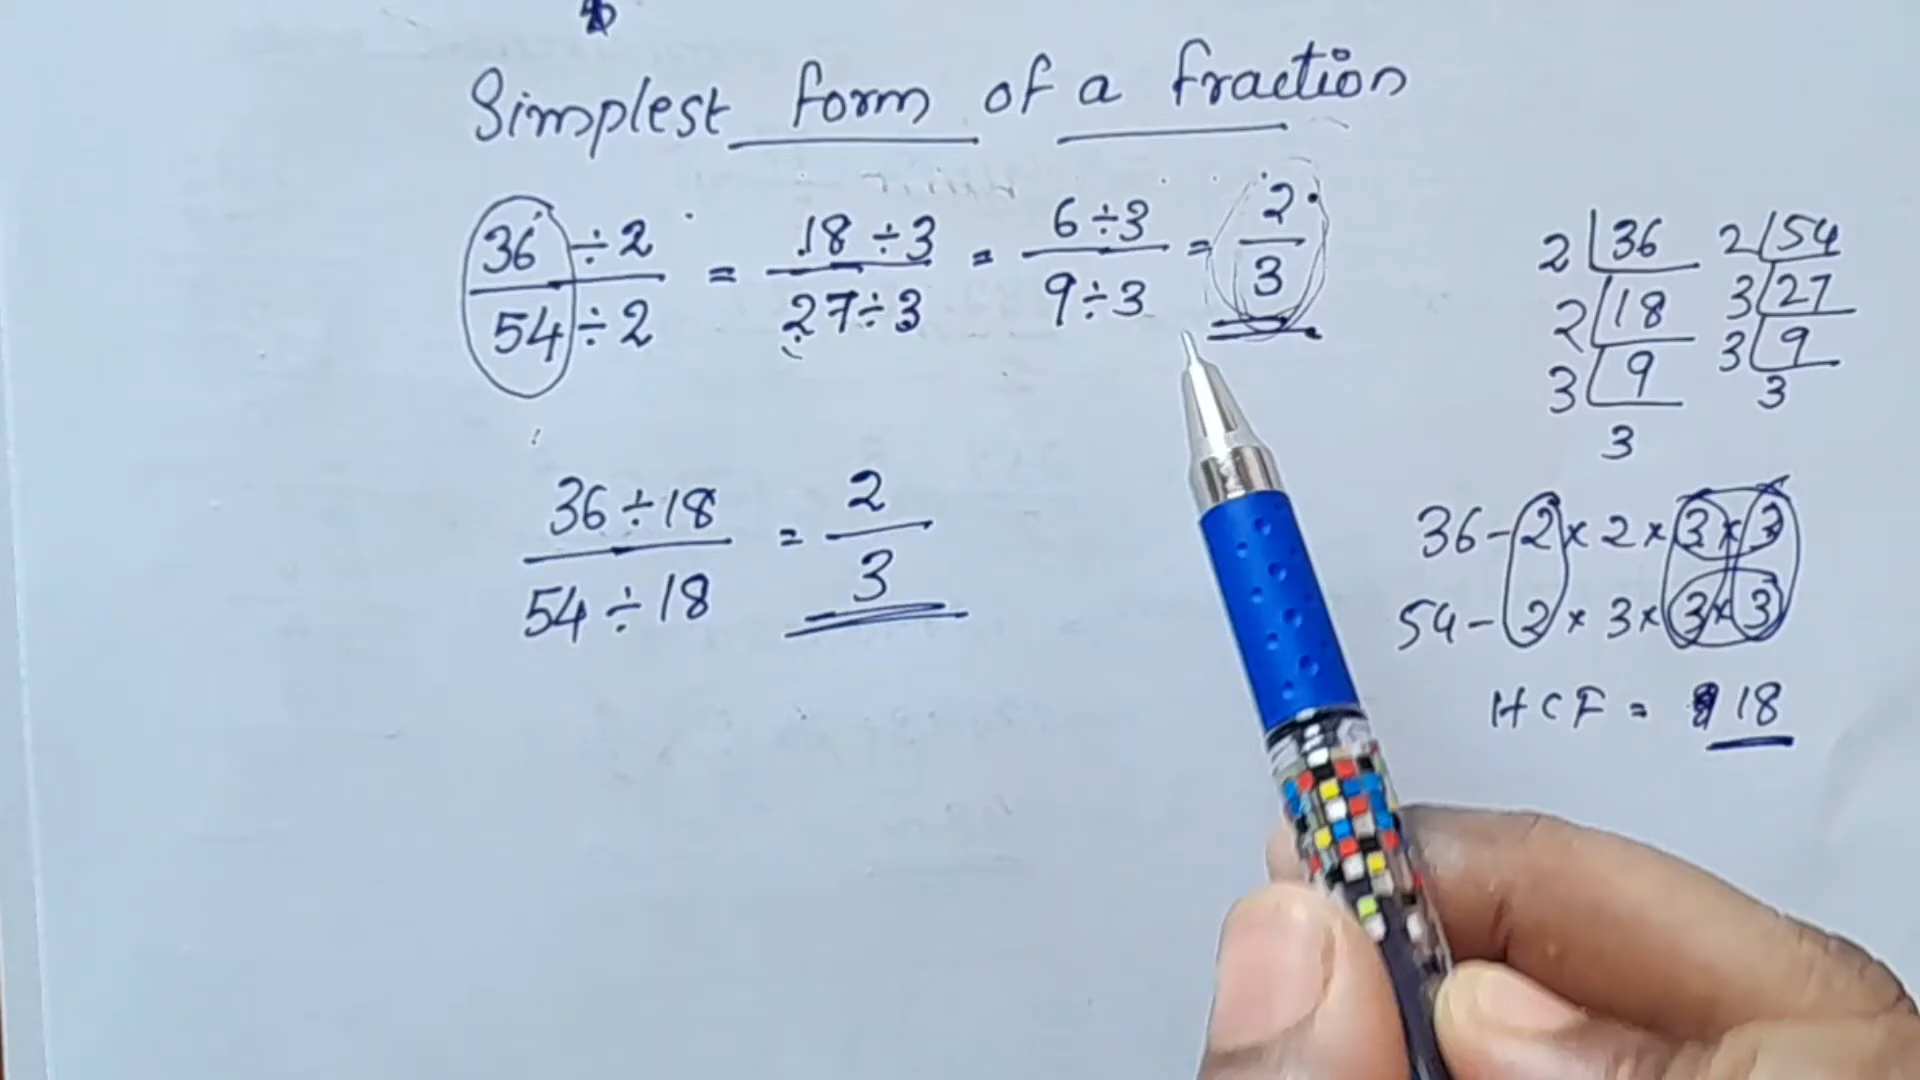 Simplest form of a fraction
36 ÷ 2 / 54 ÷ 2 = 18 ÷ 3 / 27 ÷ 3 = 6 ÷ 3 / 9 ÷ 3 = 2 / 3
36 ÷ 18 / 54 ÷ 18 = 2 / 3
2 | 36
2 | 18
3 | 9
3
2 | 54
3 | 27
3 | 9
3
36 - 2 × 2 × 3 × 3
54 - 2 × 3 × 3 × 3
HCF = 18